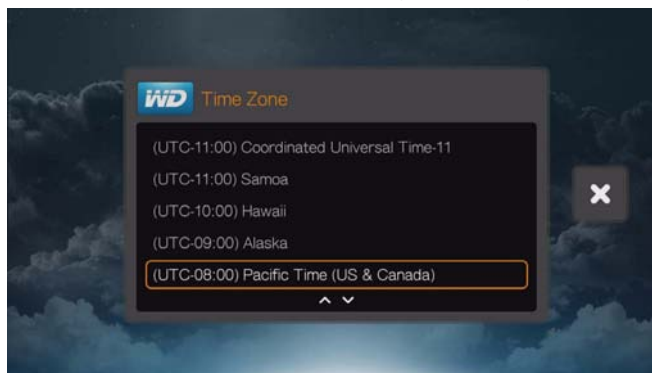 WD Time Zone
(UTC-11:00) Coordinated Universal Time-11
(UTC-11:00) Samoa
(UTC-10:00) Hawaii
(UTC-09:00) Alaska
(UTC-08:00) Pacific Time (US & Canada)